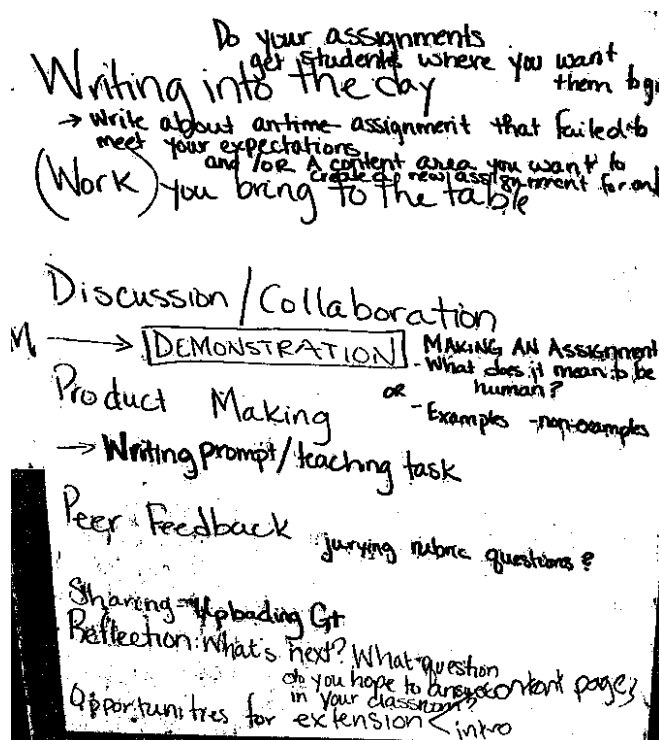 Do your assignments
get students where you want
them to go
Writing into the day
→ Write about an time assignment that failed to
meet your expectations
and/or A content area you want to
create a new assignment for and
(Work) you bring to the table
Discussion/Collaboration
→ DEMONSTRATION
MAKING AN Assignment
- What does it mean to be
human?
OR
- Examples - non-examples
Product Making
→ Writing prompt/teaching task
Peer Feedback jurying rubric questions?
Sharing - Uploading
Reflection: What's next? What question
do you hope to answer
in your classroom?
content page
Opportunities for extension < intro